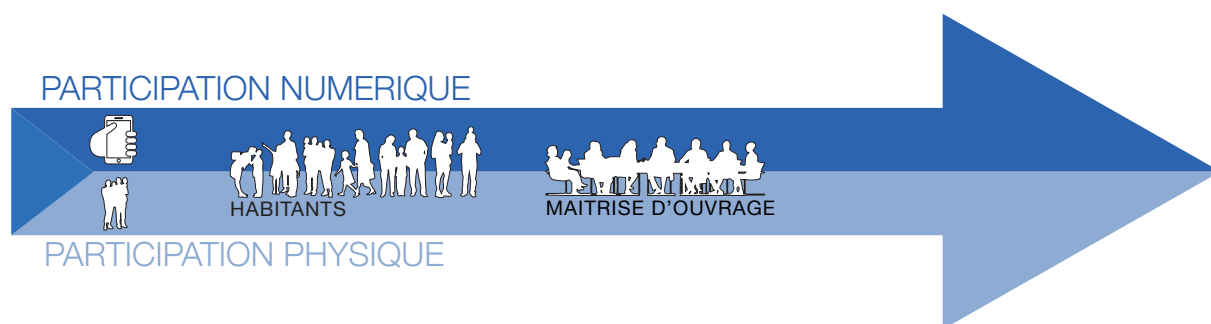 PARTICIPATION NUMERIQUE
HABITANTS
MAITRISE D'OUVRAGE
PARTICIPATION PHYSIQUE